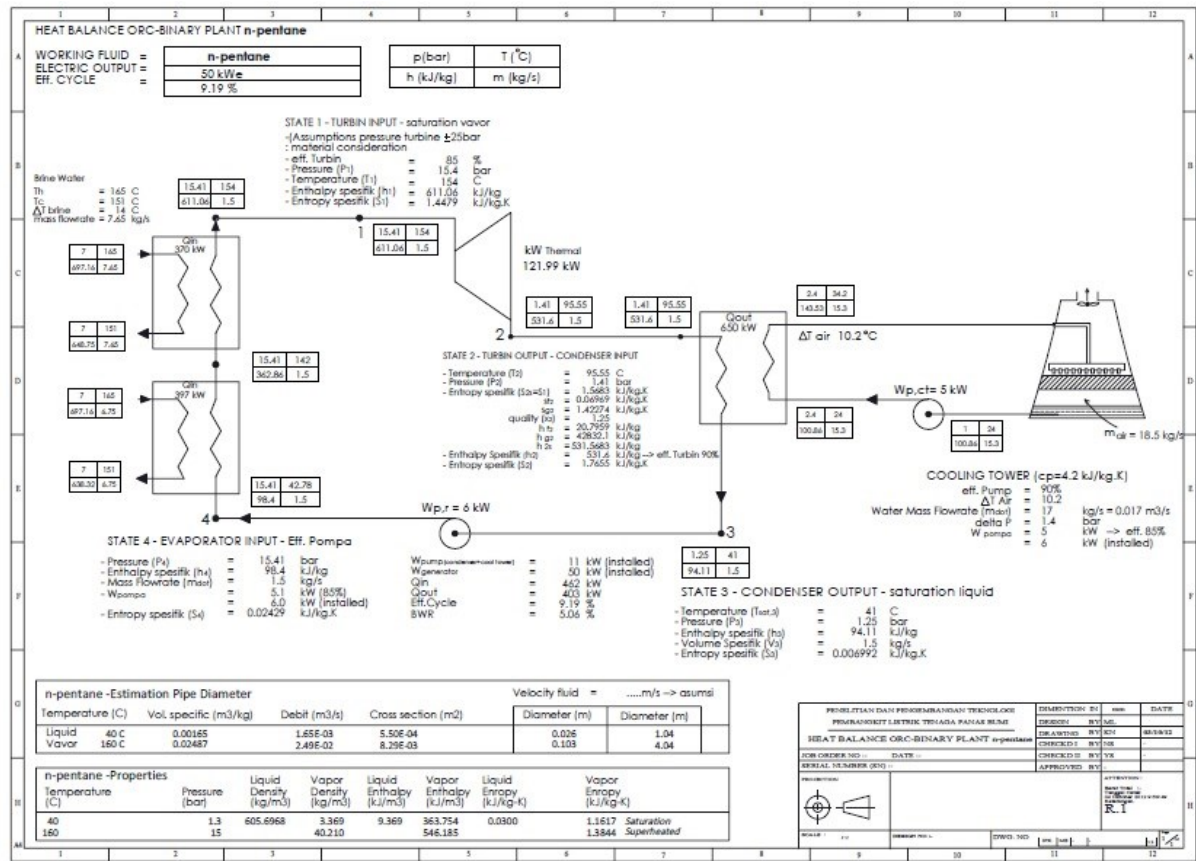 HEAT BALANCE ORC-BINARY PLANT n-pentane
WORKING FLUID = n-pentane
ELECTRIC OUTPUT = 50 kWe
EFF. CYCLE = 9.19 %
p(bar) T (°C)
h (kJ/kg) m (kg/s)
STATE 1 - TURBIN INPUT - saturation vavor
-(Assumptions pressure turbine ±25bar
: material consideration
- eff. Turbin = 85 %
- Pressure (P1) = 15.4 bar
- Temperature (T1) = 154 C
- Enthalpy spesifik (h1) = 611.06 kJ/kg
- Entropy spesifik (S1) = 1.4479 kJ/kg.K
Brine Water
Th = 165 C
Tc = 151 C
ΔT brine = 14 C
mass flowrate = 7.65 kg/s
15.41 154
611.06 1.5
1
15.41 154
611.06 1.5
kW Thermal
121.99 kW
Qin
370 kW
7 165
697.16 7.65
7 151
648.75 7.65
15.41 142
362.86 1.5
Qin
397 kW
7 165
697.16 6.75
7 151
638.32 6.75
15.41 42.78
98.4 1.5
4
2
1.41 95.55
531.6 1.5
1.41 95.55
531.6 1.5
Qout
650 kW
2.4 34.2
143.53 15.3
ΔT air 10.2°C
2.4 24
100.86 15.3
Wp,ct= 5 kW
1 24
100.86 15.3
m air = 18.5 kg/s
STATE 2 - TURBIN OUTPUT - CONDENSER INPUT
- Temperature (T2) = 95.55 C
- Pressure (P2) = 1.41 bar
- Entropy spesifik (S2s=S1) = 1.5683 kJ/kg.K
sf2 = 0.06969 kJ/kg.K
sg2 = 1.42274 kJ/kg.K
quality (x2) = 1.25
h f2 = 20.7959 kJ/kg
h g2 = 42832.1 kJ/kg
h 2s = 531.5683 kJ/kg
- Enthalpy Spesifik (h2) = 531.6 kJ/kg --> eff. Turbin 90%
- Entropy spesifik (S2) = 1.7655 kJ/kg.K
COOLING TOWER (cp=4.2 kJ/kg.K)
eff. Pump = 90%
ΔT Air = 10.2
Water Mass Flowrate (mdot) = 17 kg/s = 0.017 m3/s
delta P = 1.4 bar
W pompa = 5 kW --> eff. 85%
= 6 kW (installed)
Wp,r = 6 kW
3
1.25 41
94.11 1.5
STATE 4 - EVAPORATOR INPUT - Eff. Pompa
- Pressure (P4) = 15.41 bar
- Enthalpy spesifik (h4) = 98.4 kJ/kg
- Mass Flowrate (mdot) = 1.5 kg/s
- Wpompa = 5.1 kW (85%)
= 6.0 kW (installed)
- Entropy spesifik (S4) = 0.02429 kJ/kg.K
Wpump(condenser+cool tower) = 11 kW (installed)
Wgenerator = 50 kW (installed)
Qin = 462 kW
Qout = 403 kW
Eff.Cycle = 9.19 %
BWR = 5.06 %
STATE 3 - CONDENSER OUTPUT - saturation liquid
- Temperature (Tsat,3) = 41 C
- Pressure (P3) = 1.25 bar
- Enthalpy spesifik (h3) = 94.11 kJ/kg
- Volume Spesifik (V3) = 1.5 kg/s
- Entropy spesifik (S3) = 0.006992 kJ/kg.K
n-pentane -Estimation Pipe Diameter Velocity fluid = .....m/s --> asumsi
Temperature (C) Vol. specific (m3/kg) Debit (m3/s) Cross section (m2) Diameter (m) Diameter (m)
Liquid 40 C 0.00165 1.65E-03 5.50E-04 0.026 1.04
Vavor 160 C 0.02487 2.49E-02 8.29E-03 0.103 4.04
n-pentane -Properties
Temperature (C) Pressure (bar) Liquid Density (kg/m3) Vapor Density (kg/m3) Liquid Enthalpy (kJ/m3) Vapor Enthalpy (kJ/m3) Liquid Enropy (kJ/kg-K) Vapor Enropy (kJ/kg-K)
40 1.3 605.6968 3.369 9.369 363.754 0.0300 1.1617 Saturation
160 15 40.210 546.185 1.3844 Superheated
PENELITIAN DAN PENGEMBANGAN TEKNOLOGI
PEMBANGKIT LISTRIK TENAGA PANAS BUMI
HEAT BALANCE ORC-BINARY PLANT n-pentane
JOB ORDER NO -- DATE --
SERIAL NUMBER (SN) --
DIMENTION IN mm DATE
DESIGN BY ML
DRAWING BY KN
CHECKED I BY NS
CHECKED II BY YS
APPROVED BY
PROJECTION
ATTENTION :
R.1
SCALE :
DWG. NO